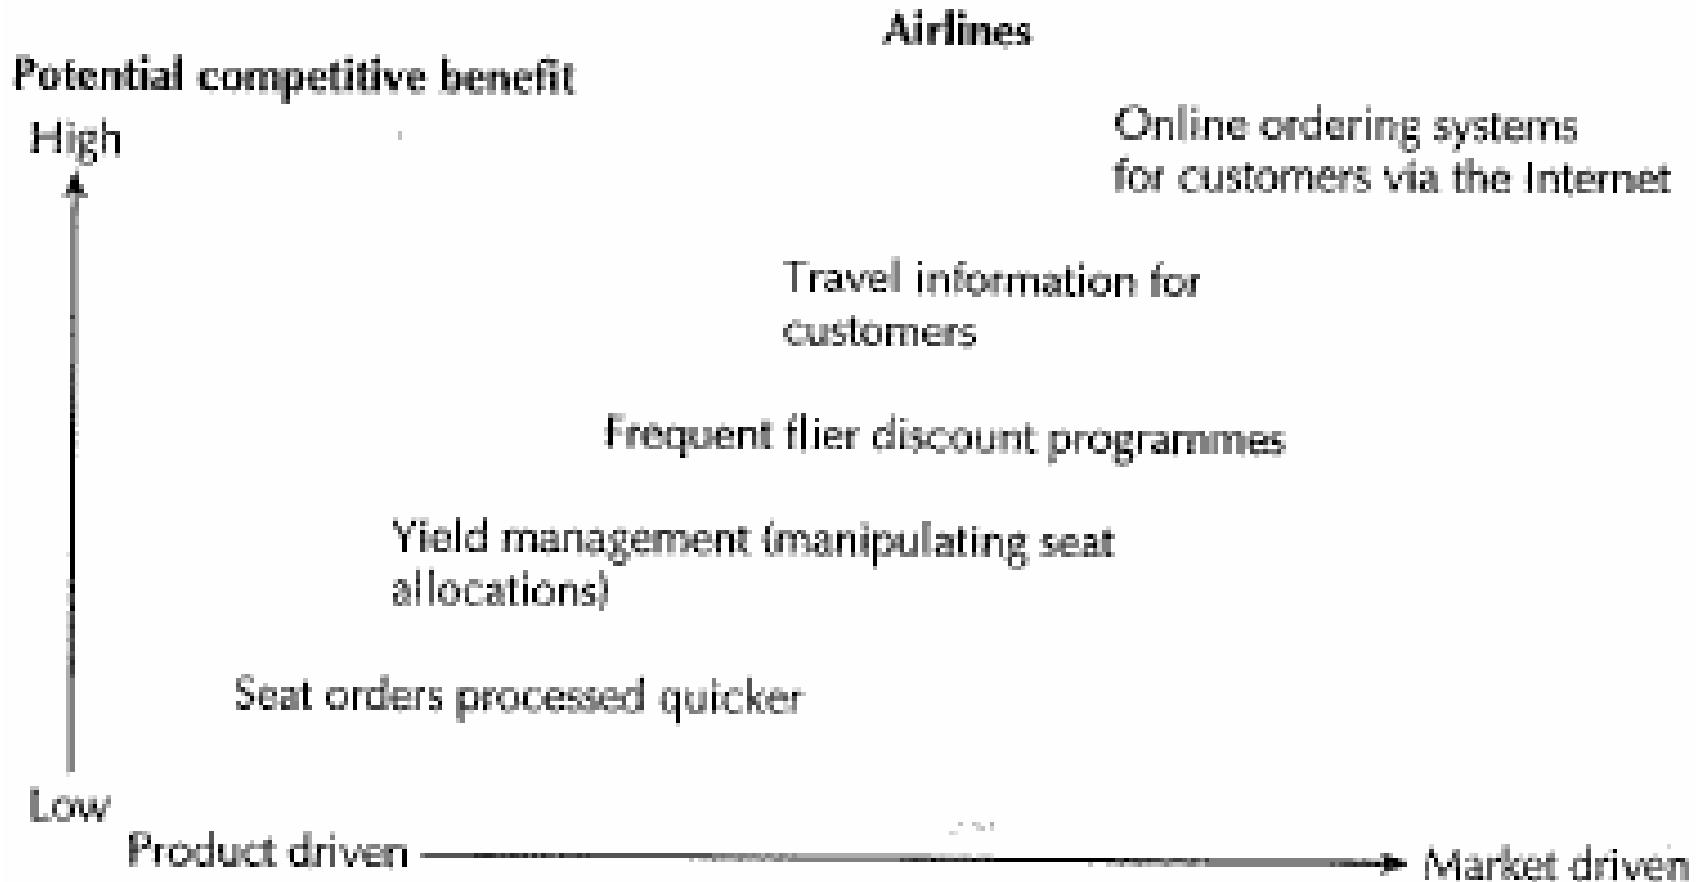 Airlines
Potential competitive benefit
High
Online ordering systems
for customers via the Internet
Travel information for
customers
Frequent flier discount programmes
Yield management (manipulating seat
allocations)
Seat orders processed quicker
Low
Product driven
Market driven